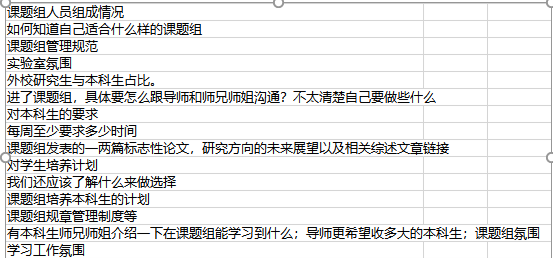 课题组人员组成情况
如何知道自己适合什么样的课题组
课题组管理规范
实验室氛围
外校研究生与本科生占比。
进了课题组，具体要怎么跟导师和师兄师姐沟通？不太清楚自己要做些什么
对本科生的要求
每周至少要求多少时间
课题组发表的一两篇标志性论文，研究方向的未来展望以及相关综述文章链接
对学生培养计划
我们还应该了解什么来做选择
课题组培养本科生的计划
课题组规章管理制度等
有本科生师兄师姐介绍一下在课题组能学习到什么；导师更希望收多大的本科生；课题组氛围
学习工作氛围